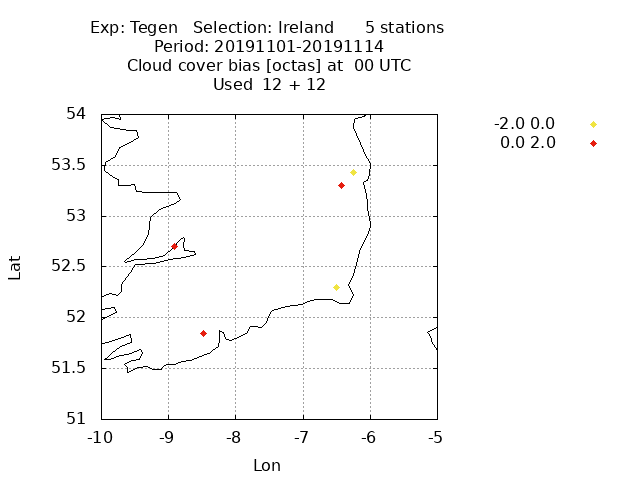 Exp: Tegen   Selection: Ireland      5 stations
Period: 20191101-20191114
Cloud cover bias [octas] at  00 UTC
Used  12 + 12
-2.0 0.0
0.0 2.0
54
53.5
53
52.5
52
51.5
51
Lat
-10 -9 -8 -7 -6 -5
Lon